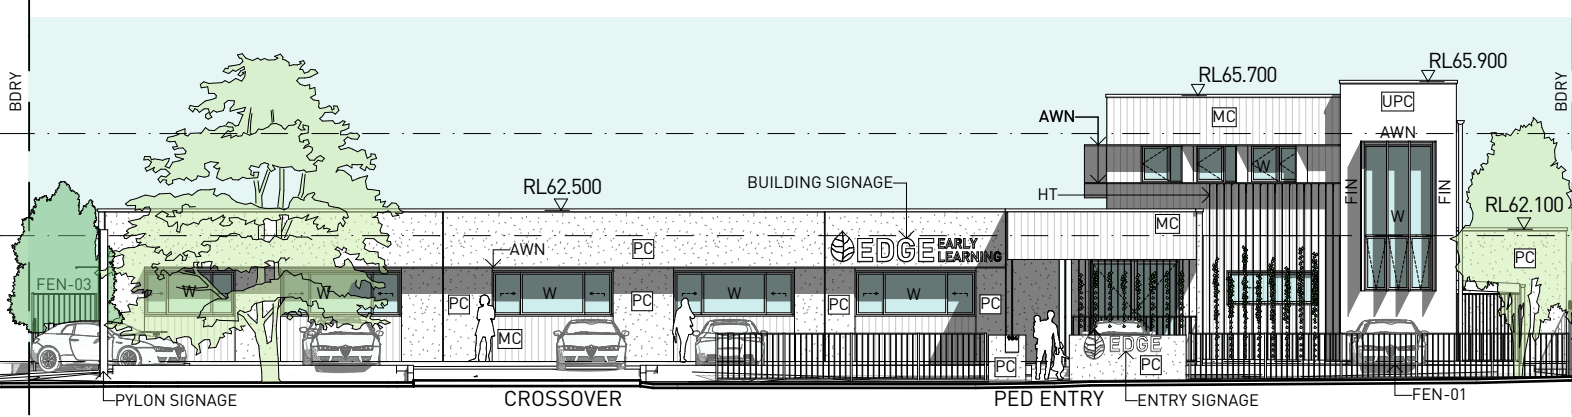 RL65.900
RL65.700
BDRY
BDRY
UPC
MC
AWN
AWN
W
RL62.500
BUILDING SIGNAGE
HT
FIN
FIN
W
RL62.100
MC
AWN
PC
EDGE EARLY
LEARNING
PC
FEN-03
W
W
W
W
W
PC
PC
PC
PC
MC
EDGE
PC
PC
PYLON SIGNAGE
CROSSOVER
PED ENTRY
ENTRY SIGNAGE
FEN-01